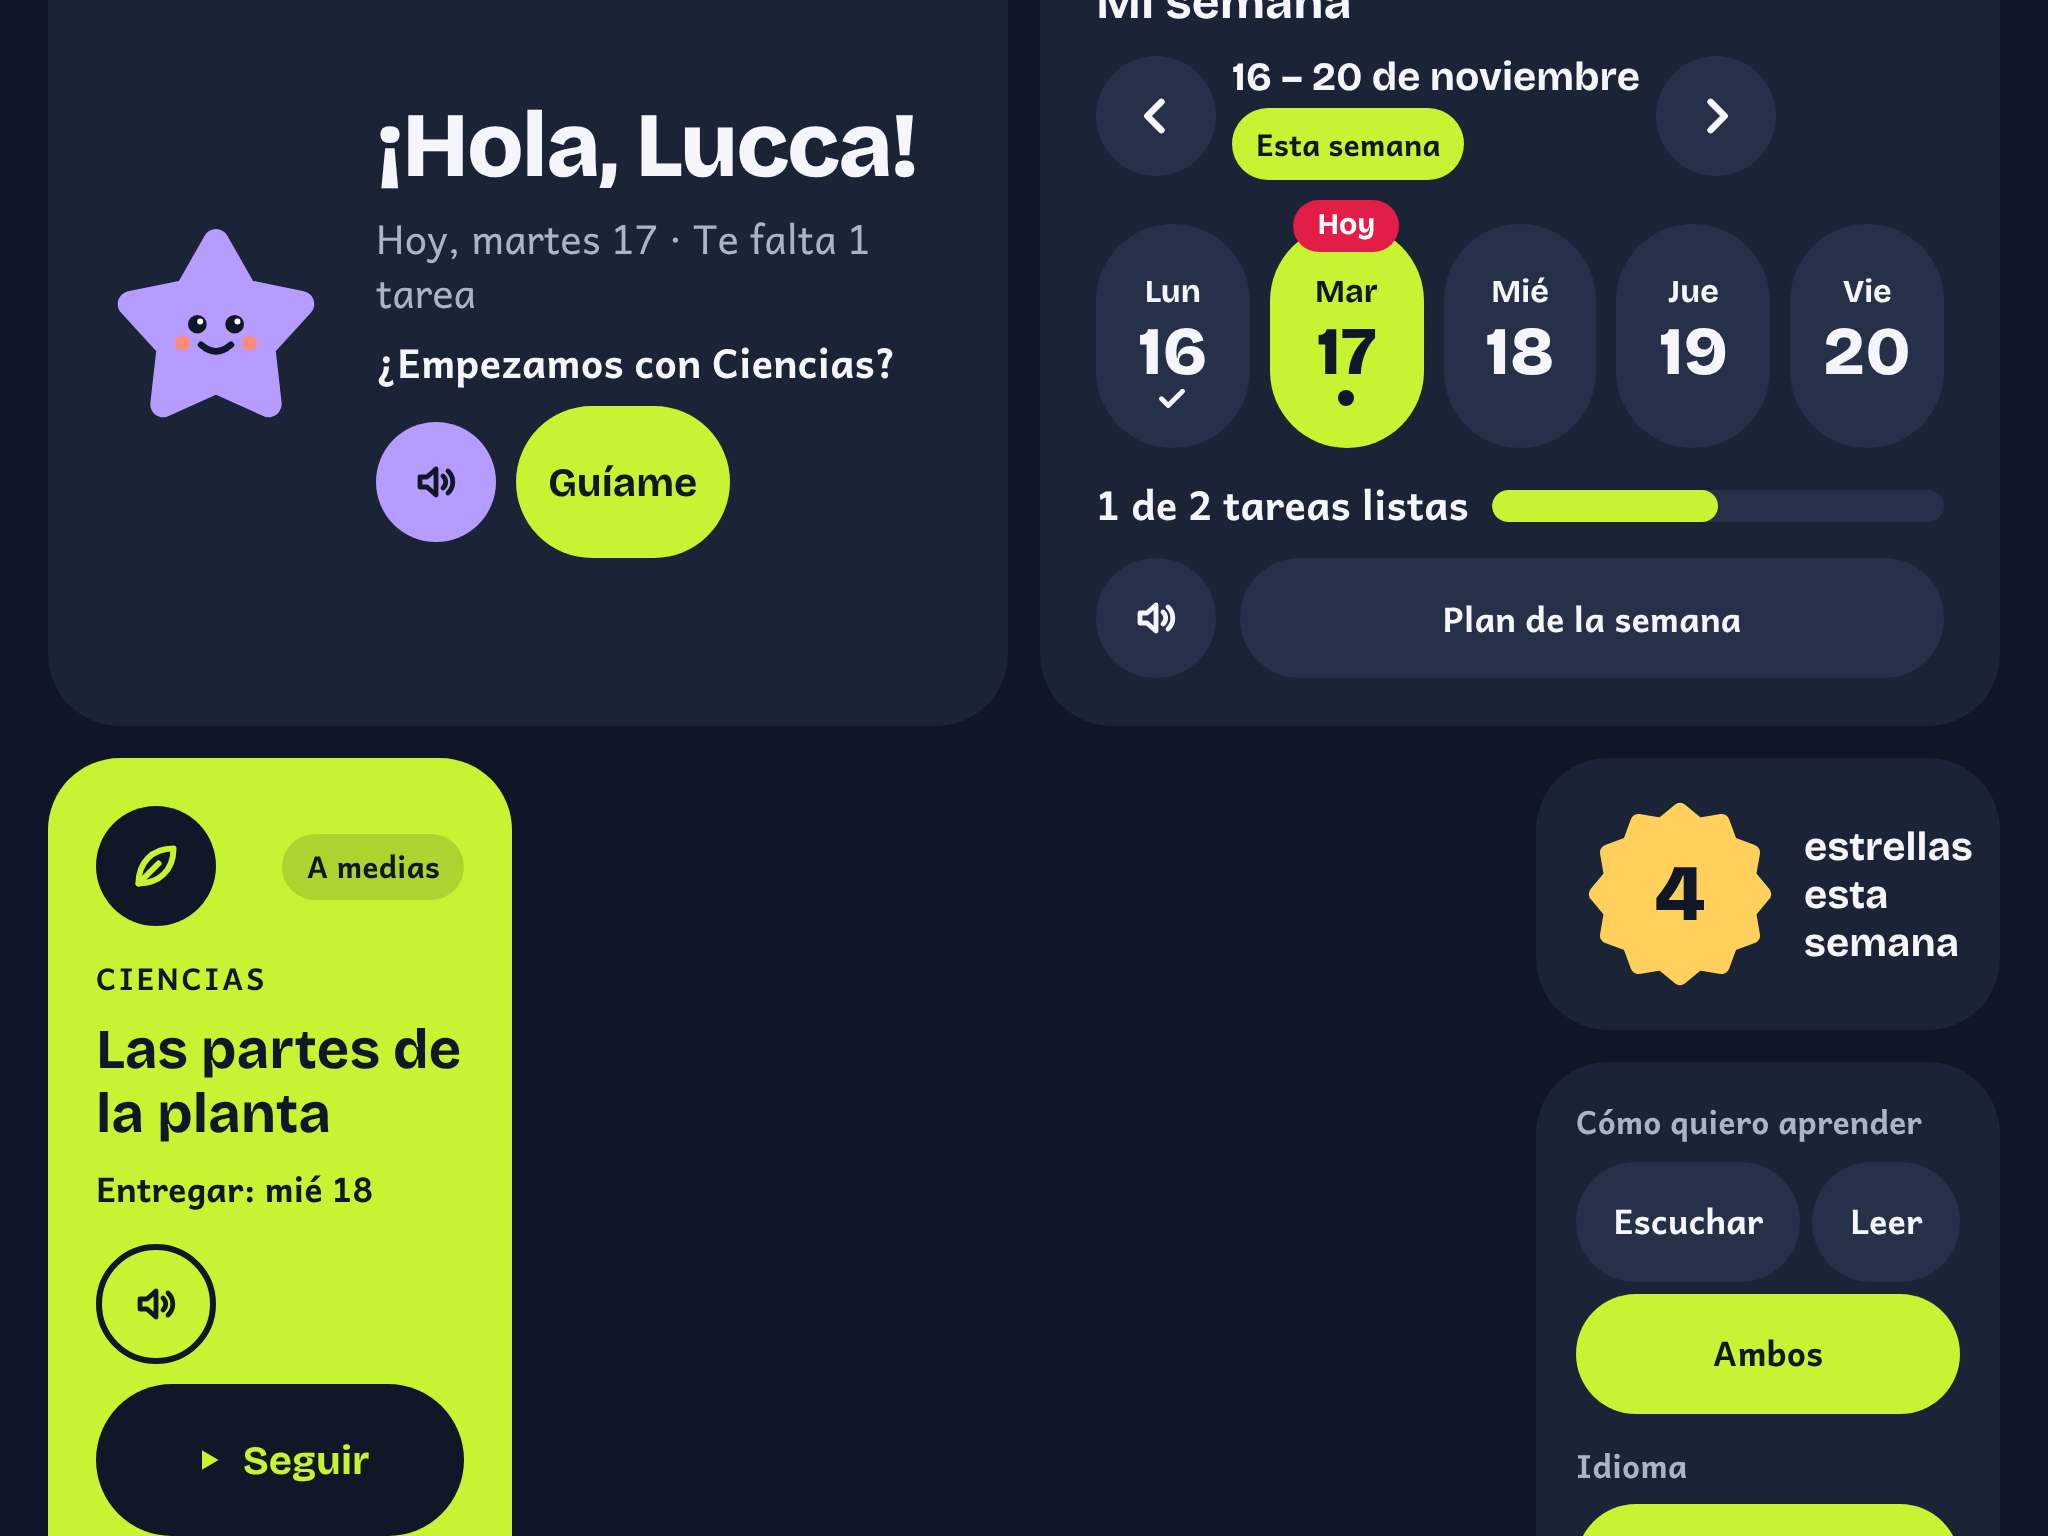 ¡Hola, Lucca!
Hoy, martes 17 · Te falta 1
tarea
¿Empezamos con Ciencias?
Guíame
Mi semana
16 – 20 de noviembre
Esta semana
Hoy
Lun
16
Mar
17
Mié
18
Jue
19
Vie
20
1 de 2 tareas listas
Plan de la semana
A medias
CIENCIAS
Las partes de
la planta
Entregar: mié 18
Seguir
4
estrellas
esta
semana
Cómo quiero aprender
Escuchar
Leer
Ambos
Idioma